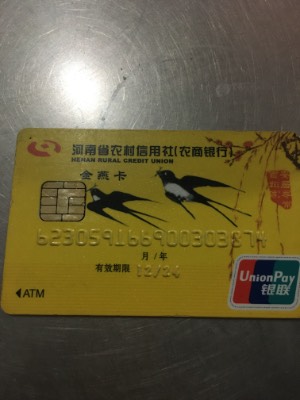 河南省农村信用社(农商银行)
HENAN RURAL CREDIT UNION
金燕卡
月 / 年
有效期限 12/24
◀ATM
UnionPay
银联